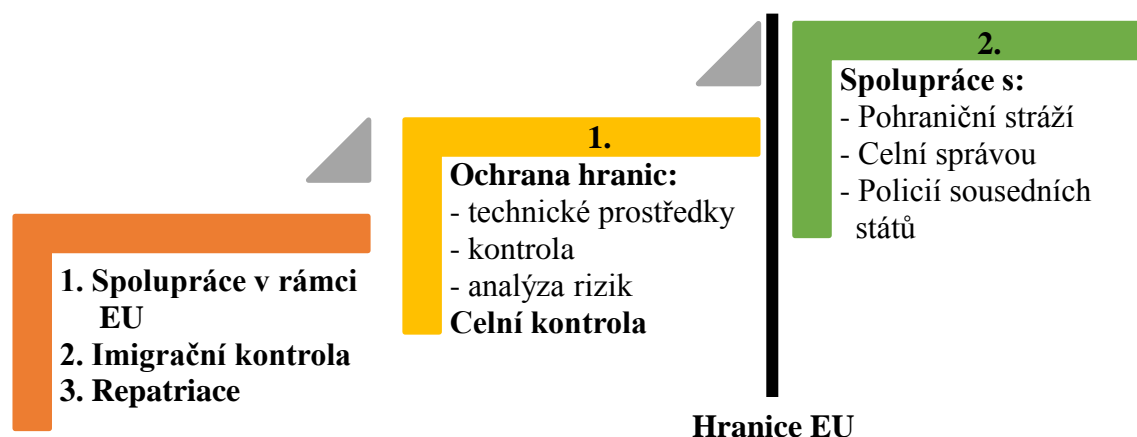 1. Spolupráce v rámci
EU
2. Imigrační kontrola
3. Repatriace
1.
Ochrana hranic:
- technické prostředky
- kontrola
- analýza rizik
Celní kontrola
2.
Spolupráce s:
- Pohraniční stráží
- Celní správou
- Policií sousedních
států
Hranice EU